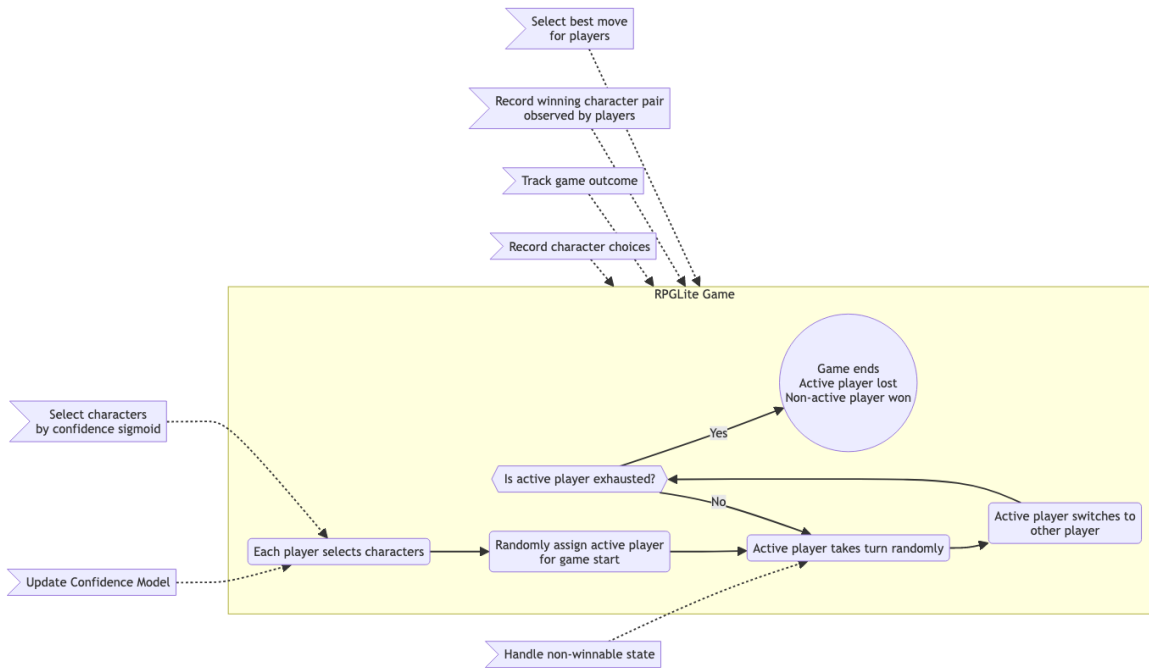 Select best move
for players
Record winning character pair
observed by players
Track game outcome
Record character choices
RPGLite Game
Game ends
Active player lost
Non-active player won
Select characters
by confidence sigmoid
Yes
Is active player exhausted?
No
Active player switches to
other player
Each player selects characters
Randomly assign active player
for game start
Active player takes turn randomly
Update Confidence Model
Handle non-winnable state